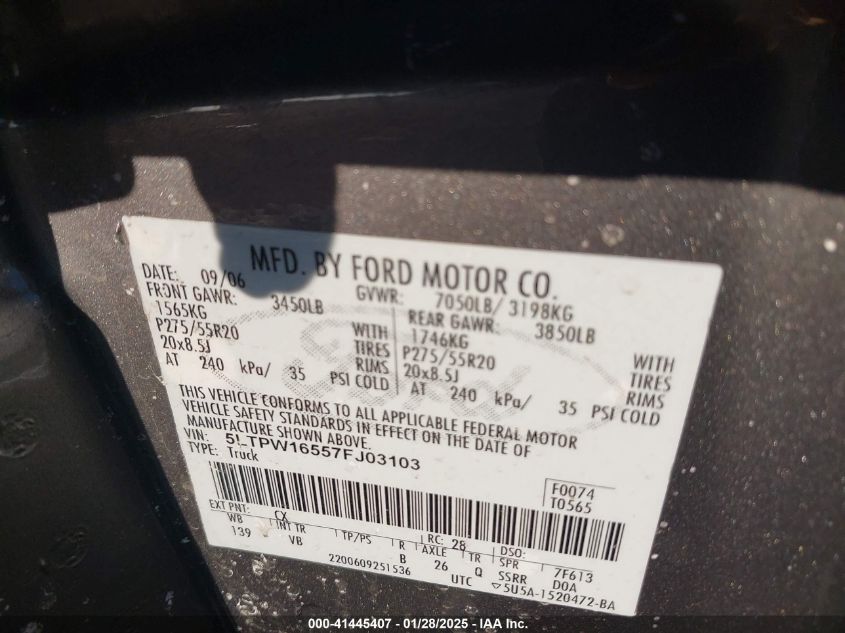 MFD. BY FORD MOTOR CO.
DATE: 09/06 GVWR: 7050LB/ 3198KG
FRONT GAWR: 3450LB REAR GAWR: 3850LB
1565KG WITH 1746KG WITH
P275/55R20 TIRES P275/55R20 TIRES
20x8.5J RIMS 20x8.5J RIMS
AT 240 kPa/ 35 PSI COLD AT 240 kPa/ 35 PSI COLD
THIS VEHICLE CONFORMS TO ALL APPLICABLE FEDERAL MOTOR
VEHICLE SAFETY STANDARDS IN EFFECT ON THE DATE OF
MANUFACTURE SHOWN ABOVE.
VIN: 5LTPW16557FJ03103
TYPE: Truck
F0074
T0565
EXT PNT: CX RC: 28 DSO:
WB INT TR TP/PS R AXLE TR SPR 7F613
139 VB B 26 Q SSRR D0A
2200609251536 UTC ▽5U5A-1520472-BA
000-41445407 - 01/28/2025 - IAA Inc.